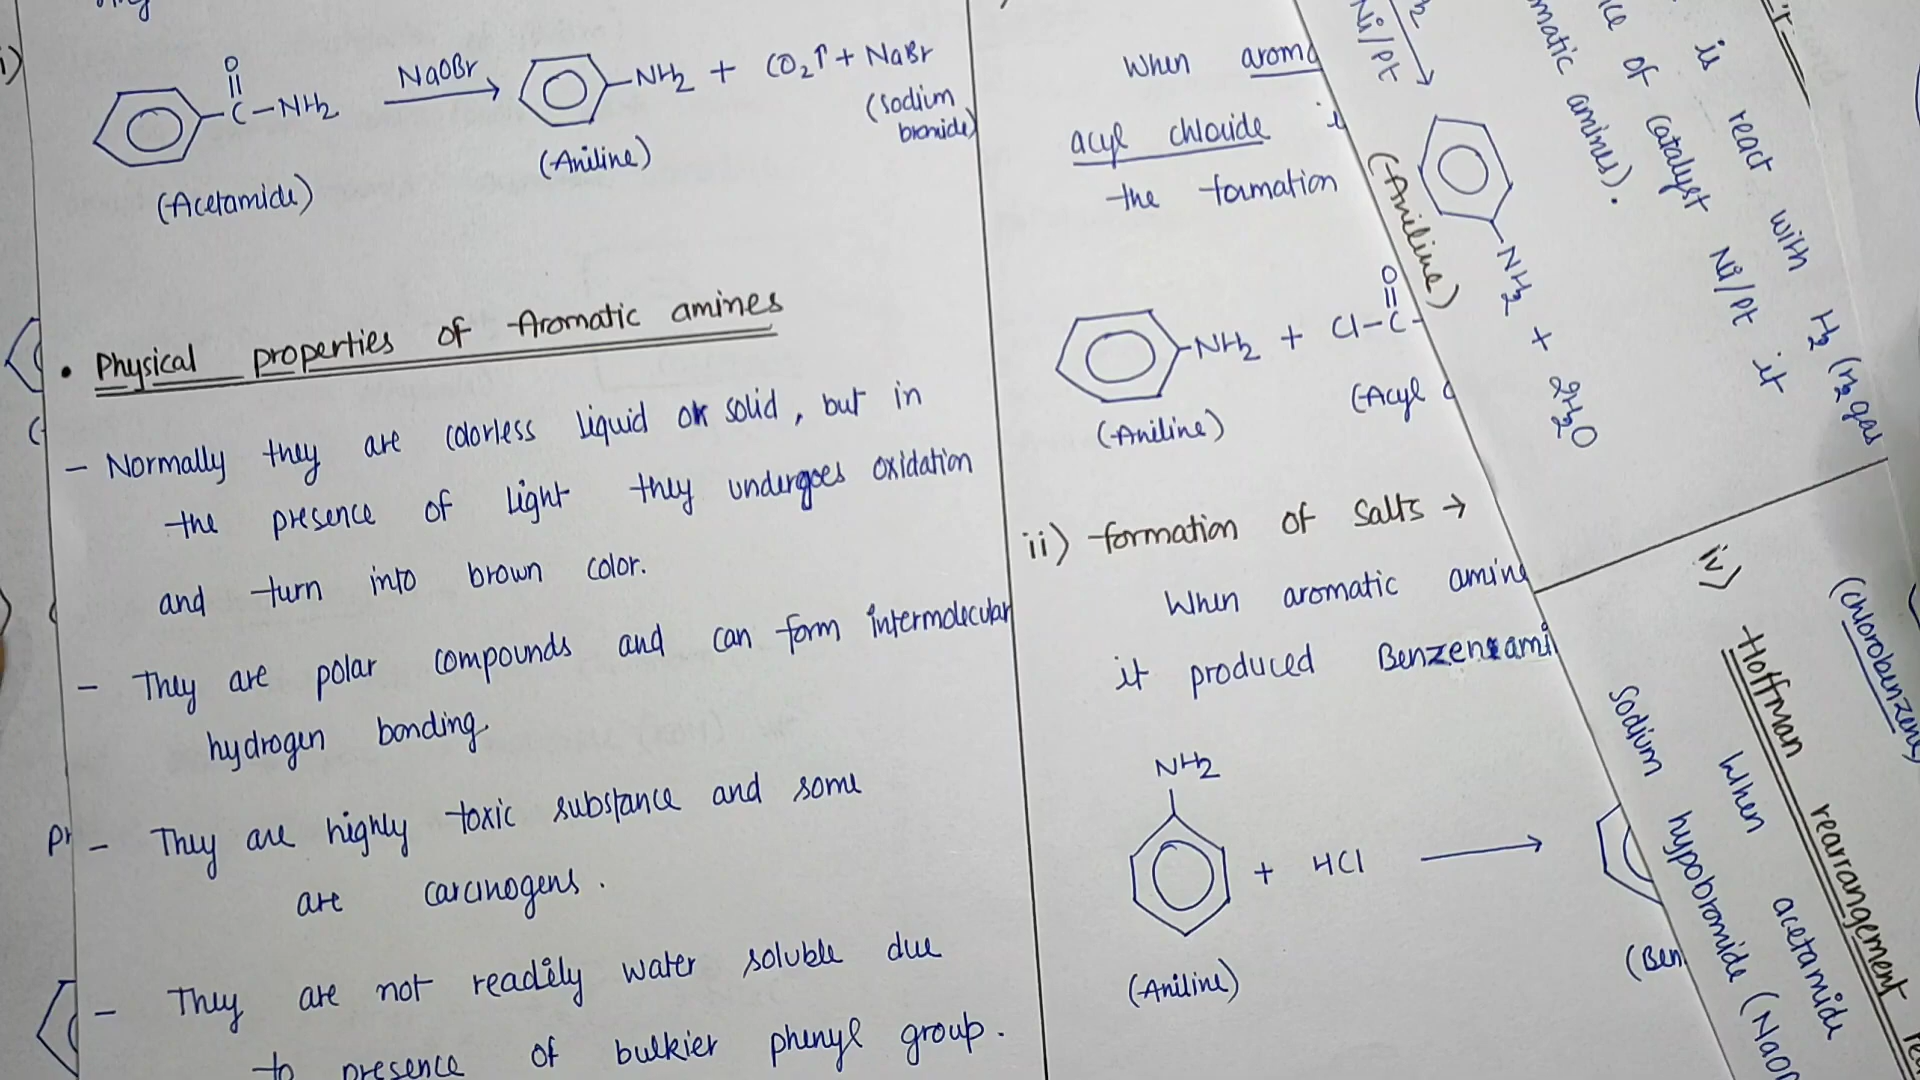 i)
O
C-NH2
NaOBr
NH2 + CO2↑ + NaBr
(Sodium
bromide)
(Acetamide)
(Aniline)
• Physical properties of Aromatic amines
- Normally they are colorless liquid or solid, but in
the presence of light they undergoes oxidation
and turn into brown color.
- They are polar compounds and can form intermolecular
hydrogen bonding.
- They are highly toxic substance and some
are carcinogens.
- They are not readily water soluble due
to presence of bulkier phenyl group.
When
acyl chloride
the formation
O
NH2 + Cl-C-
(Aniline)
(Acyl
ii) formation of salts →
When aromatic amine
it produced
NH2
+ HCl
(Aniline)
(Ben
Ni/Pt
NH2 + 2H2O
(Aniline)
amines).
of catalyst Ni/Pt it
is react with H2 (H2 gas
(chlorobenzene)
iv) Hoffman rearrangement
When acetamide
sodium hypobromide (NaO